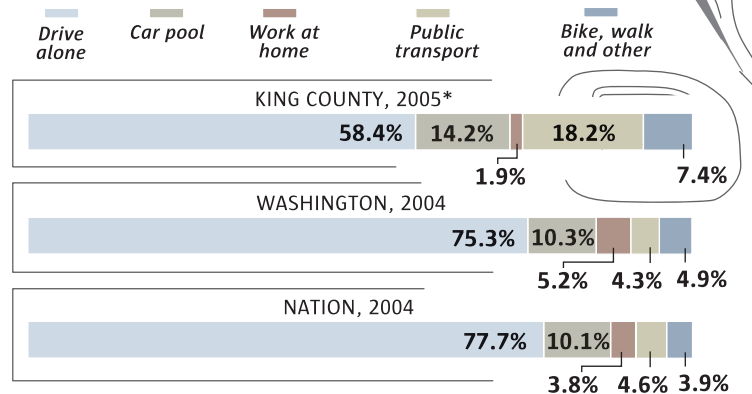 Drive alone
Car pool
Work at home
Public transport
Bike, walk and other
KING COUNTY, 2005*
58.4% 14.2% 18.2%
1.9% 7.4%
WASHINGTON, 2004
75.3% 10.3%
5.2% 4.3% 4.9%
NATION, 2004
77.7% 10.1%
3.8% 4.6% 3.9%